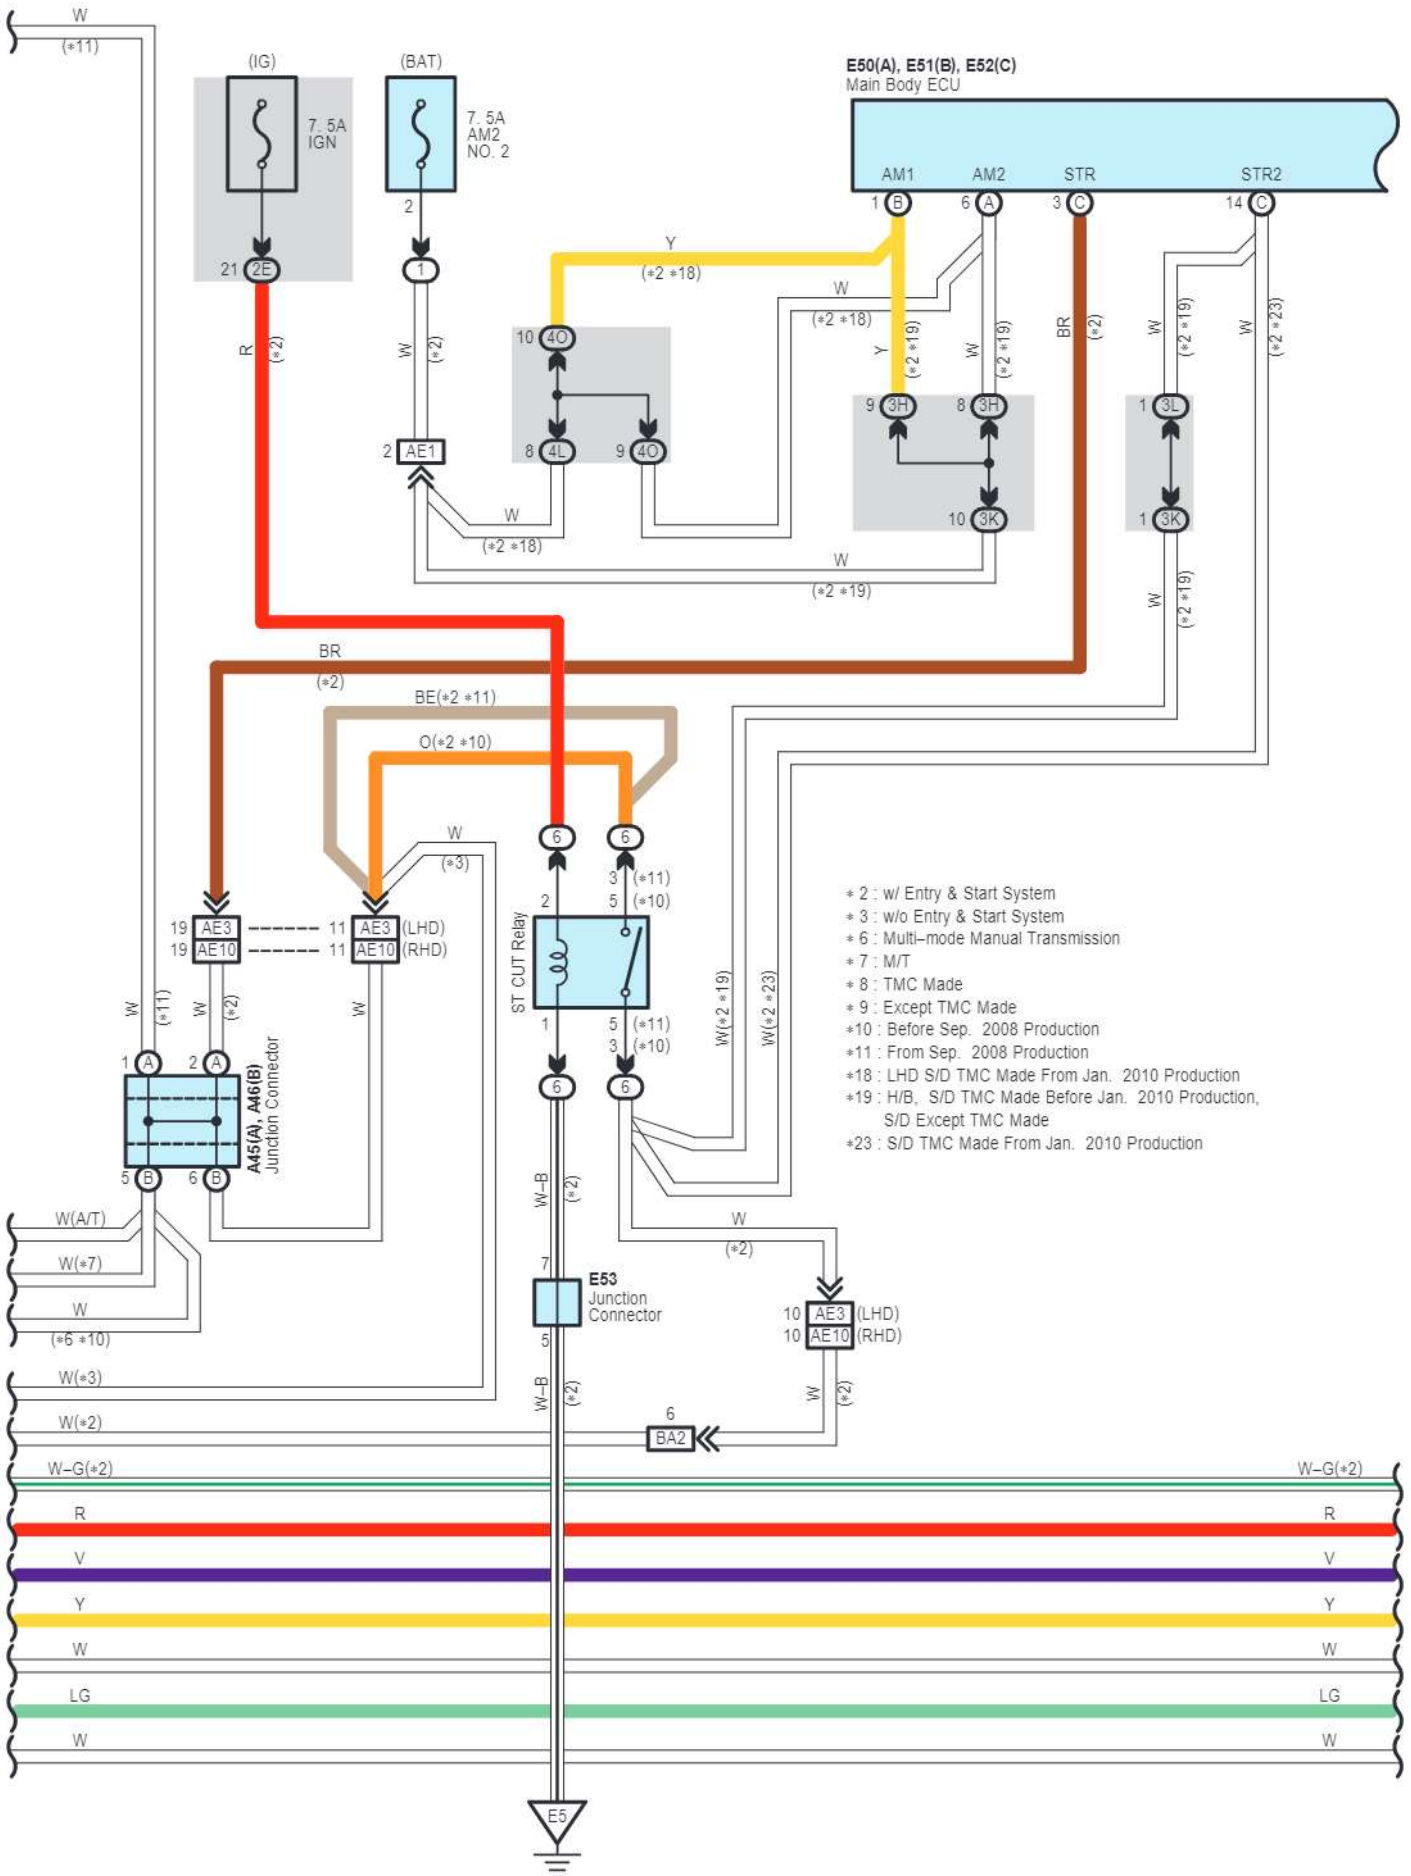 W
(∗11)
(IG)
(BAT)
E50(A), E51(B), E52(C)
Main Body ECU
7. 5A
IGN
7. 5A
AM2
NO. 2
AM1
AM2
STR
STR2
2
1 B
6 A
3 C
14 C
21 2E
1
Y
(∗2 ∗18)
W
(∗2 ∗18)
R
(∗2)
W
(∗2)
10 4O
Y
(∗2 ∗19)
W
(∗2 ∗19)
BR
(∗2)
W
(∗2 ∗19)
W
(∗2 ∗23)
9 3H
8 3H
1 3L
2 AE1
8 4L
9 4O
W
(∗2 ∗18)
10 3K
1 3K
W
(∗2 ∗19)
W
(∗2 ∗19)
BR
(∗2)
BE(∗2 ∗11)
O(∗2 ∗10)
W
(∗3)
6
6
3 (∗11)
2
5 (∗10)
ST CUT Relay
19 AE3
11 AE3 (LHD)
19 AE10
11 AE10 (RHD)
∗ 2 : w/ Entry & Start System
∗ 3 : w/o Entry & Start System
∗ 6 : Multi–mode Manual Transmission
∗ 7 : M/T
∗ 8 : TMC Made
∗ 9 : Except TMC Made
∗10 : Before Sep. 2008 Production
∗11 : From Sep. 2008 Production
∗18 : LHD S/D TMC Made From Jan. 2010 Production
∗19 : H/B, S/D TMC Made Before Jan. 2010 Production,
S/D Except TMC Made
∗23 : S/D TMC Made From Jan. 2010 Production
W
(∗11)
W
(∗2)
W
W(∗2 ∗19)
W(∗2 ∗23)
1
5 (∗11)
3 (∗10)
1 A
2 A
6
6
A45(A), A46(B)
Junction Connector
5 B
6 B
W–B
(∗2)
W(A/T)
W(∗7)
W
(∗6 ∗10)
W
(∗2)
7
E53
Junction
Connector
5
10 AE3 (LHD)
10 AE10 (RHD)
W(∗3)
W–B
(∗2)
W
(∗2)
W(∗2)
6
BA2
W–G(∗2)
W–G(∗2)
R
R
V
V
Y
Y
W
W
LG
LG
W
W
E5